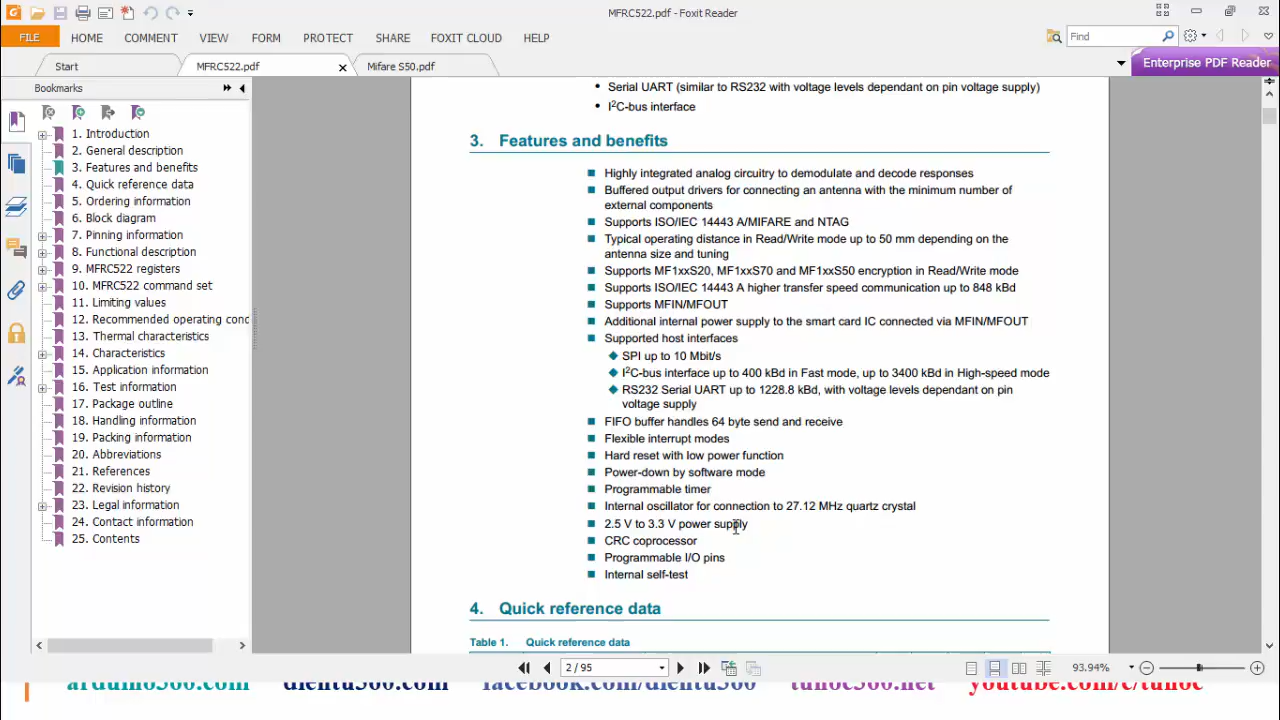 MFRC522.pdf - Foxit Reader
FILE HOME COMMENT VIEW FORM PROTECT SHARE FOXIT CLOUD HELP Find
Start MFRC522.pdf Mifare S50.pdf Enterprise PDF Reader
Bookmarks
1. Introduction
2. General description
3. Features and benefits
4. Quick reference data
5. Ordering information
6. Block diagram
7. Pinning information
8. Functional description
9. MFRC522 registers
10. MFRC522 command set
11. Limiting values
12. Recommended operating cond
13. Thermal characteristics
14. Characteristics
15. Application information
16. Test information
17. Package outline
18. Handling information
19. Packing information
20. Abbreviations
21. References
22. Revision history
23. Legal information
24. Contact information
25. Contents
• Serial UART (similar to RS232 with voltage levels dependant on pin voltage supply)
• I²C-bus interface
3. Features and benefits
Highly integrated analog circuitry to demodulate and decode responses
Buffered output drivers for connecting an antenna with the minimum number of
external components
Supports ISO/IEC 14443 A/MIFARE and NTAG
Typical operating distance in Read/Write mode up to 50 mm depending on the
antenna size and tuning
Supports MF1xxS20, MF1xxS70 and MF1xxS50 encryption in Read/Write mode
Supports ISO/IEC 14443 A higher transfer speed communication up to 848 kBd
Supports MFIN/MFOUT
Additional internal power supply to the smart card IC connected via MFIN/MFOUT
Supported host interfaces
SPI up to 10 Mbit/s
I²C-bus interface up to 400 kBd in Fast mode, up to 3400 kBd in High-speed mode
RS232 Serial UART up to 1228.8 kBd, with voltage levels dependant on pin
voltage supply
FIFO buffer handles 64 byte send and receive
Flexible interrupt modes
Hard reset with low power function
Power-down by software mode
Programmable timer
Internal oscillator for connection to 27.12 MHz quartz crystal
2.5 V to 3.3 V power supply
CRC coprocessor
Programmable I/O pins
Internal self-test
4. Quick reference data
Table 1. Quick reference data
2 / 95 93.94%
arduino360.com dientu360.com facebook.com/dientu360 tuhoc360.net youtube.com/c/tuhoc